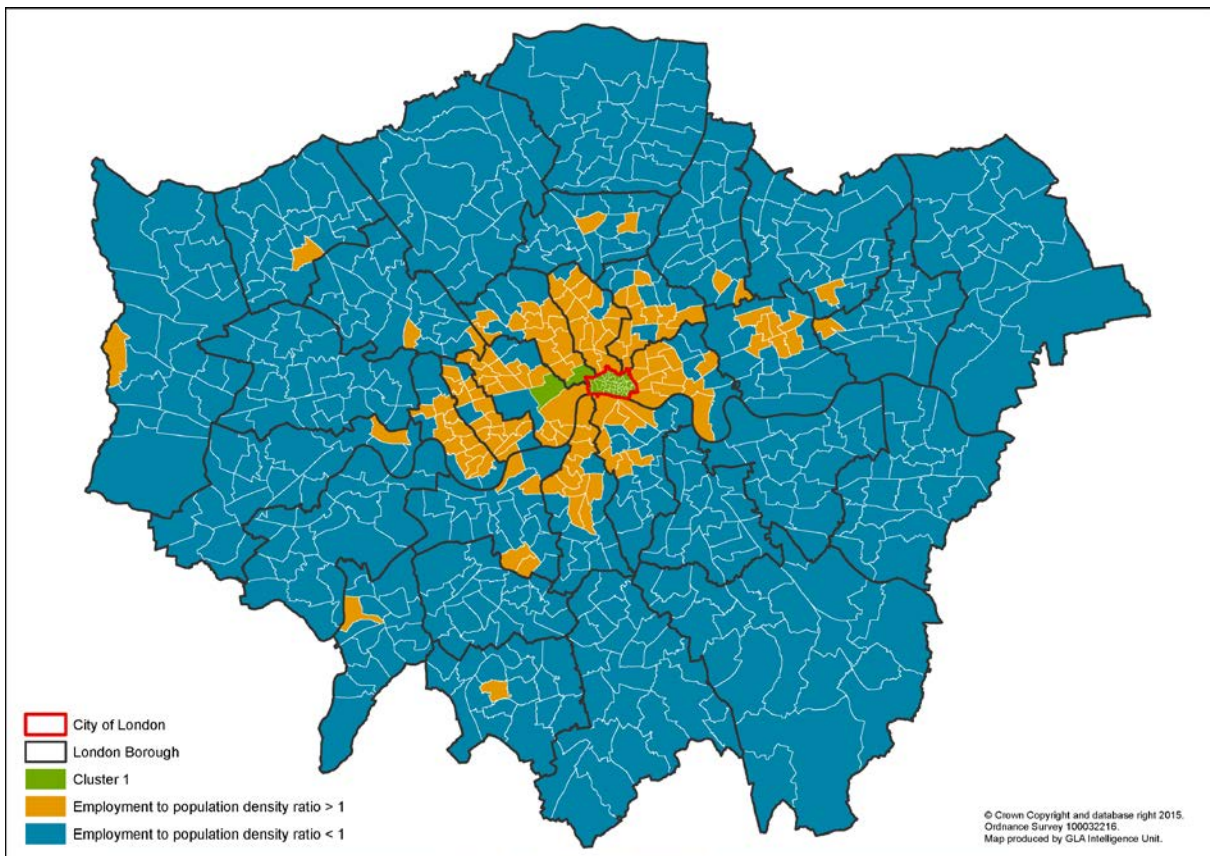 City of London
London Borough
Cluster 1
Employment to population density ratio > 1
Employment to population density ratio < 1
© Crown Copyright and database right 2015.
Ordnance Survey 100032216.
Map produced by GLA Intelligence Unit.